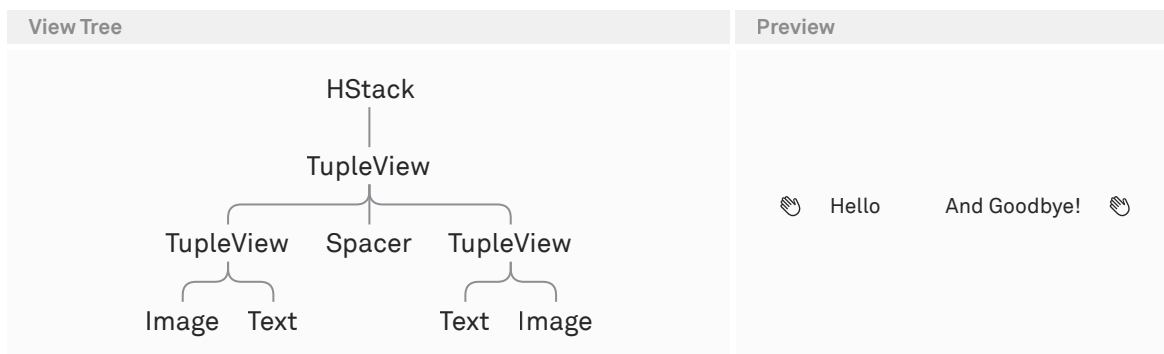 View Tree
Preview
HStack
TupleView
TupleView Spacer TupleView
Image Text Text Image
Hello And Goodbye!